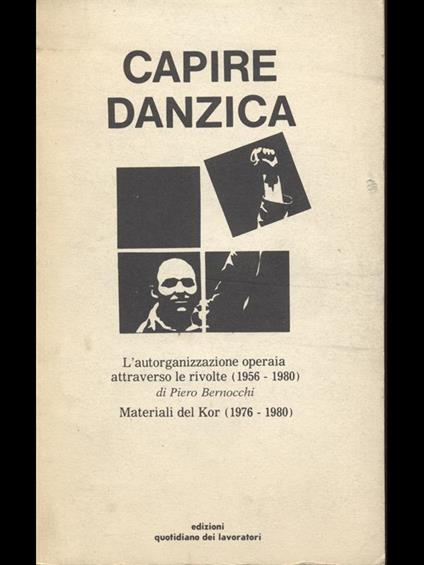 CAPIRE
DANZICA
L'autorganizzazione operaia
attraverso le rivolte (1956 - 1980)
di Piero Bernocchi
Materiali del Kor (1976 - 1980)
edizioni
quotidiano dei lavoratori